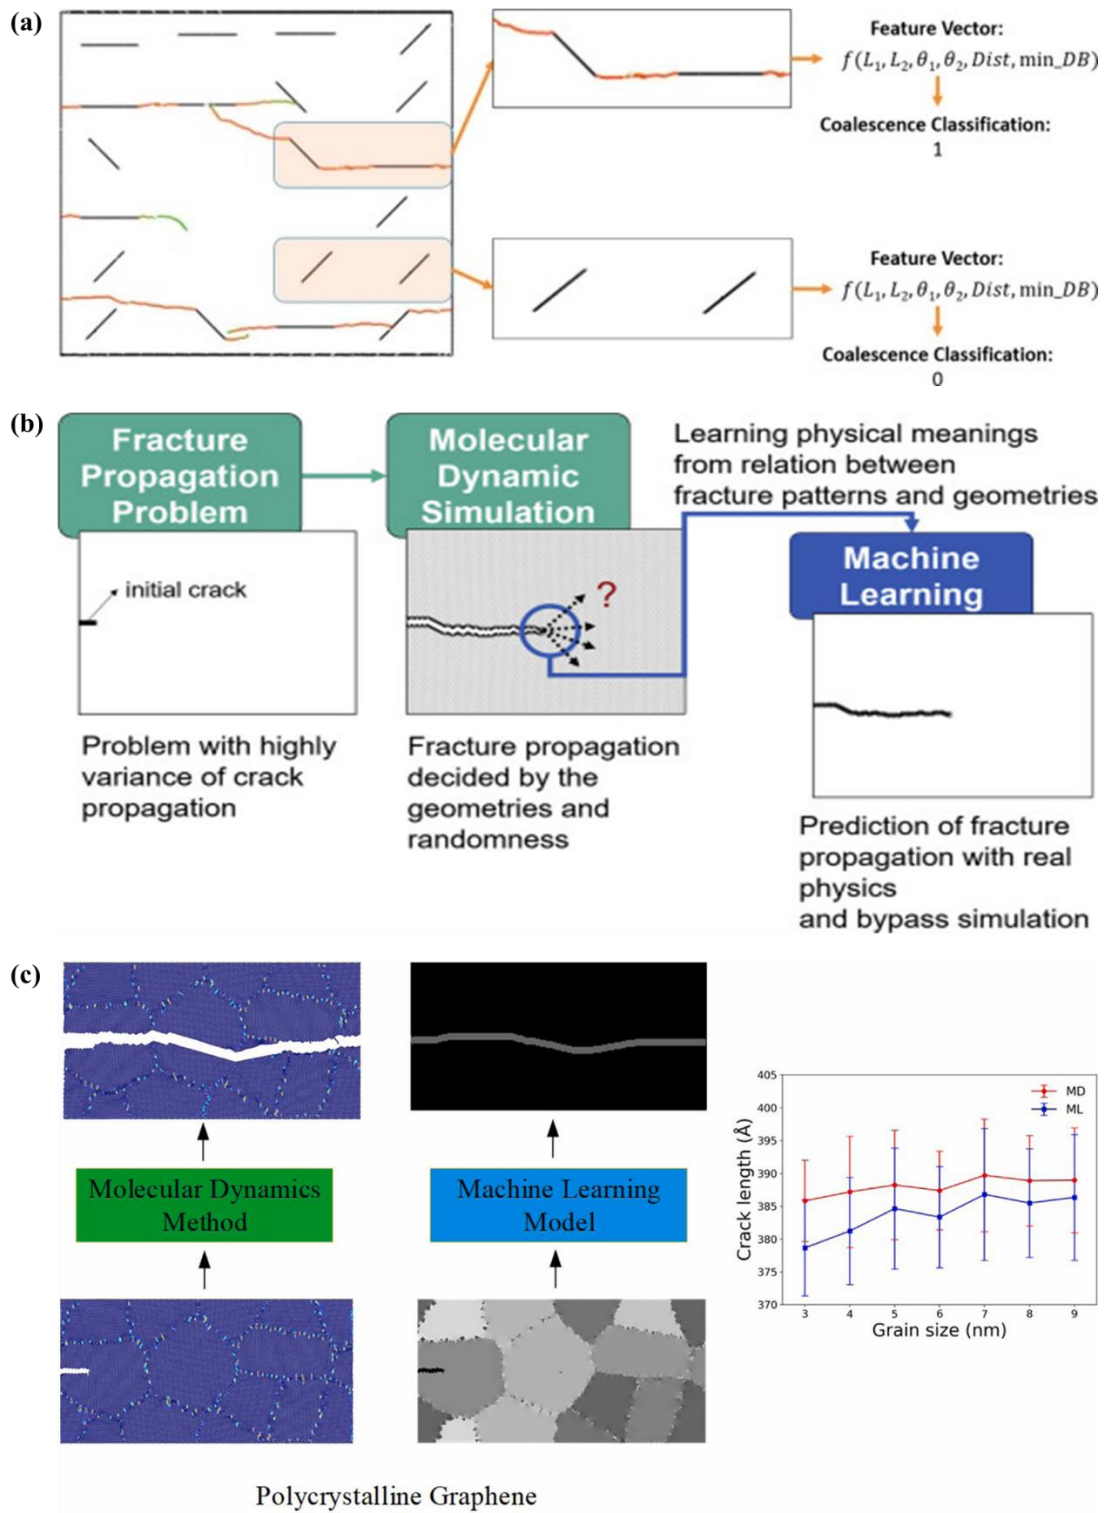 (a)
Feature Vector:
f(L₁, L₂, θ₁, θ₂, Dist, min_DB)
Coalescence Classification:
1
Feature Vector:
f(L₁, L₂, θ₁, θ₂, Dist, min_DB)
Coalescence Classification:
0
(b)
Fracture
Propagation
Problem
Molecular
Dynamic
Simulation
Learning physical meanings
from relation between
fracture patterns and geometries
Machine
Learning
initial crack
?
Problem with highly
variance of crack
propagation
Fracture propagation
decided by the
geometries and
randomness
Prediction of fracture
propagation with real
physics
and bypass simulation
(c)
Molecular Dynamics
Method
Machine Learning
Model
405
400
395
390
385
380
375
370
Crack length (Å)
MD
ML
3 4 5 6 7 8 9
Grain size (nm)
Polycrystalline Graphene